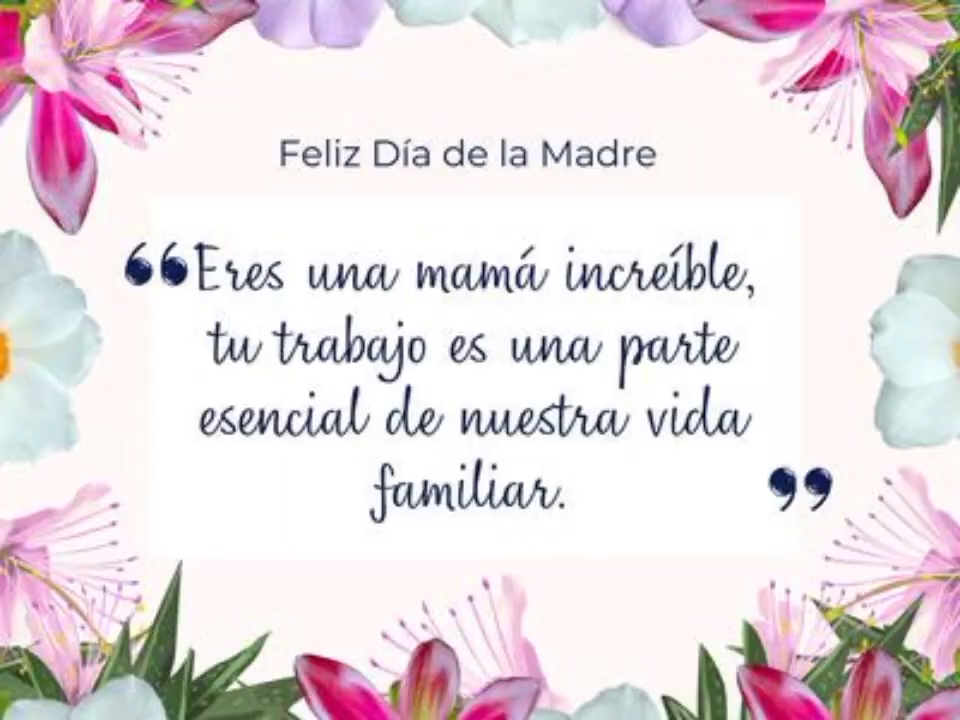 Feliz Día de la Madre
“Eres una mamá increíble,
tu trabajo es una parte
esencial de nuestra vida
familiar.”